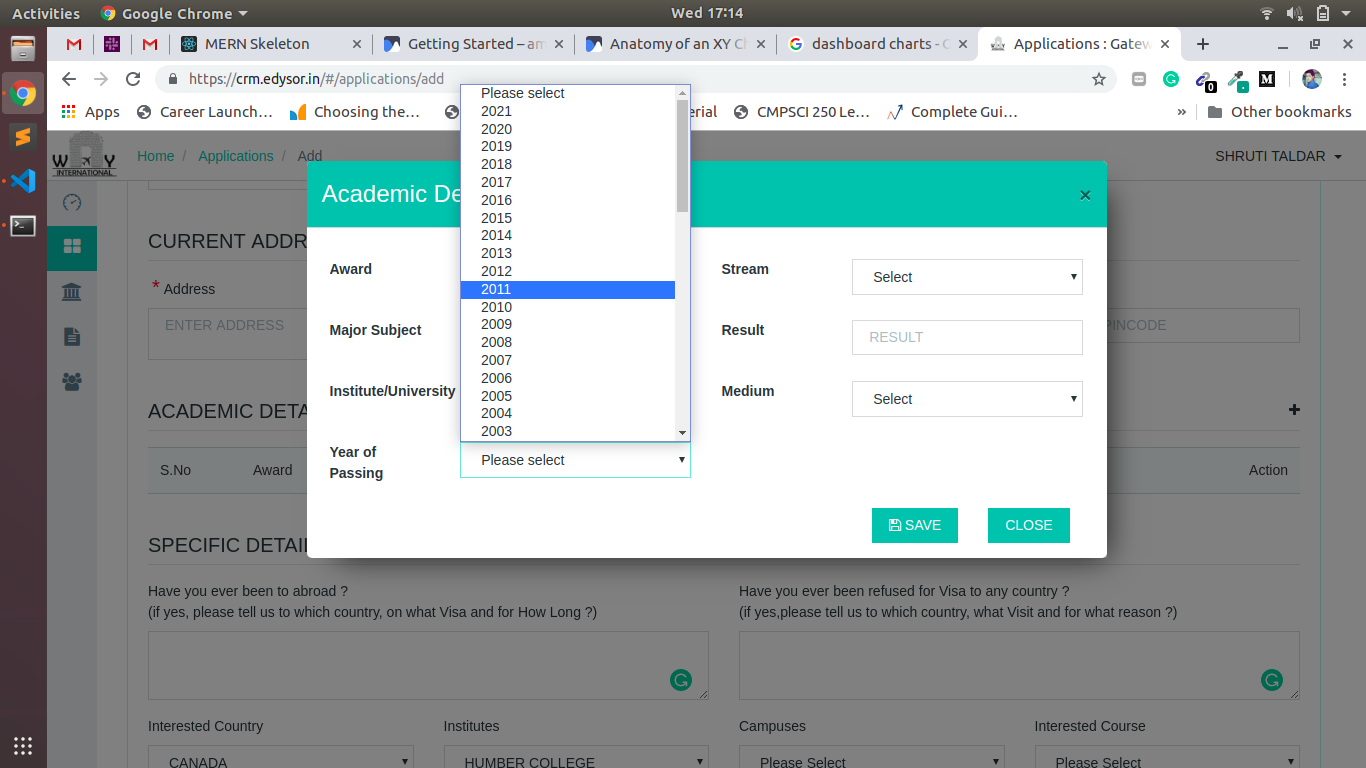 Activities
Google Chrome
Wed 17:14
MERN Skeleton
Getting Started – am
Anatomy of an XY Ch
dashboard charts - G
Applications : Gatew
https://crm.edysor.in/#/applications/add
0
Apps
Career Launch…
Choosing the…
erial
CMPSCI 250 Le…
Complete Gui…
»
Other bookmarks
W Y
INTERNATIONAL
Home / Applications / Add
SHRUTI TALDAR
Please select
2021
2020
2019
2018
2017
2016
2015
2014
2013
2012
2011
2010
2009
2008
2007
2006
2005
2004
2003
Academic De
×
Award
Stream
Select
Major Subject
Result
RESULT
Institute/University
Medium
Select
Year of
Passing
Please select
SAVE
CLOSE
CURRENT ADDR
* Address
ENTER ADDRESS
PINCODE
ACADEMIC DETA
S.No
Award
Action
SPECIFIC DETAI
Have you ever been to abroad ?
(if yes, please tell us to which country, on what Visa and for How Long ?)
Have you ever been refused for Visa to any country ?
(if yes,please tell us to which country, what Visit and for what reason ?)
Interested Country
Institutes
Campuses
Interested Course
CANADA
HUMBER COLLEGE
Please Select
Please Select